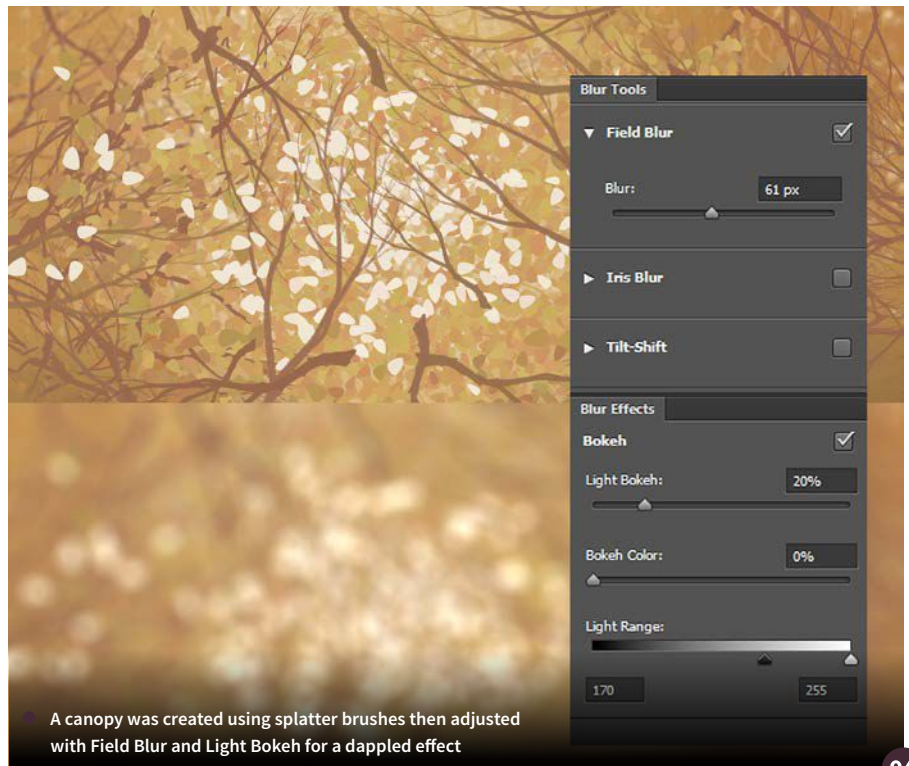 Blur Tools
Field Blur
Blur:
61 px
Iris Blur
Tilt-Shift
Blur Effects
Bokeh
Light Bokeh:
20%
Bokeh Color:
0%
Light Range:
170
255
A canopy was created using splatter brushes then adjusted
with Field Blur and Light Bokeh for a dappled effect